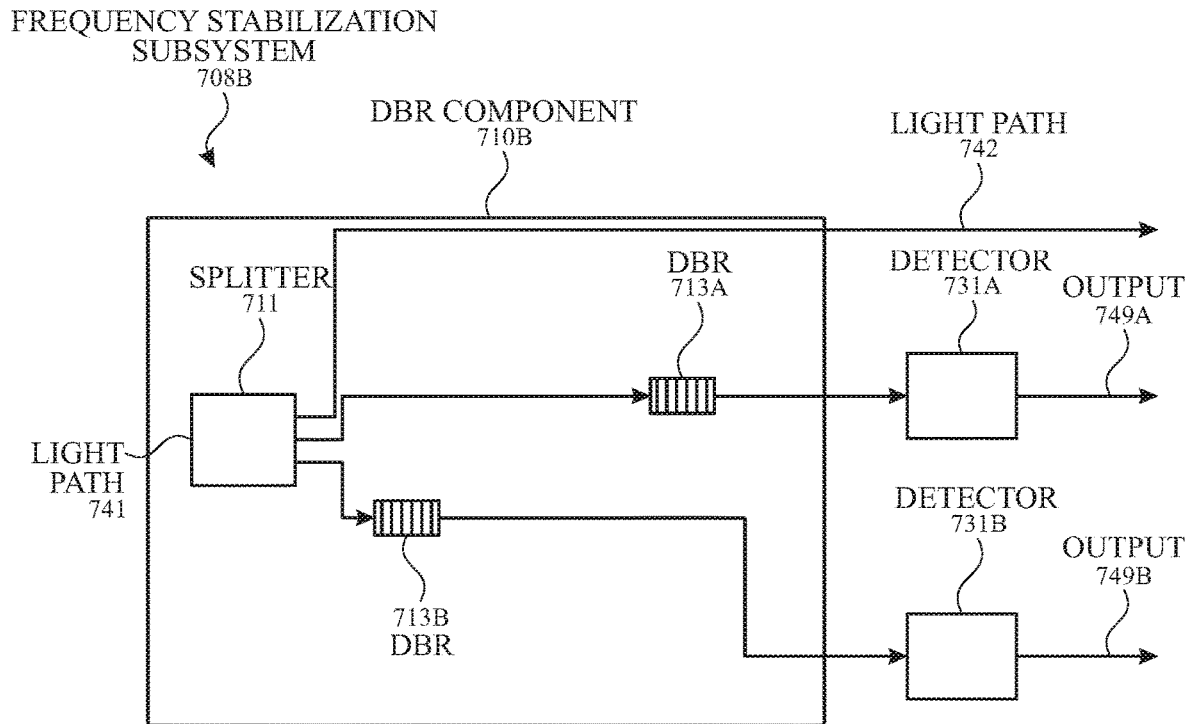 FREQUENCY STABILIZATION
SUBSYSTEM
708B
DBR COMPONENT
710B
LIGHT PATH
742
SPLITTER
711
DBR
713A
DETECTOR
731A
OUTPUT
749A
LIGHT
PATH
741
713B
DBR
DETECTOR
731B
OUTPUT
749B